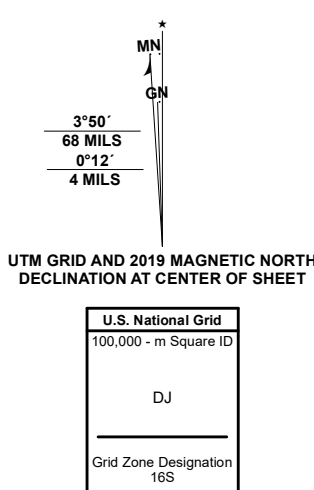 ★
MN
GN
3°50´
68 MILS
0°12´
4 MILS
UTM GRID AND 2019 MAGNETIC NORTH
DECLINATION AT CENTER OF SHEET
U.S. National Grid
100,000 - m Square ID
DJ
Grid Zone Designation
16S